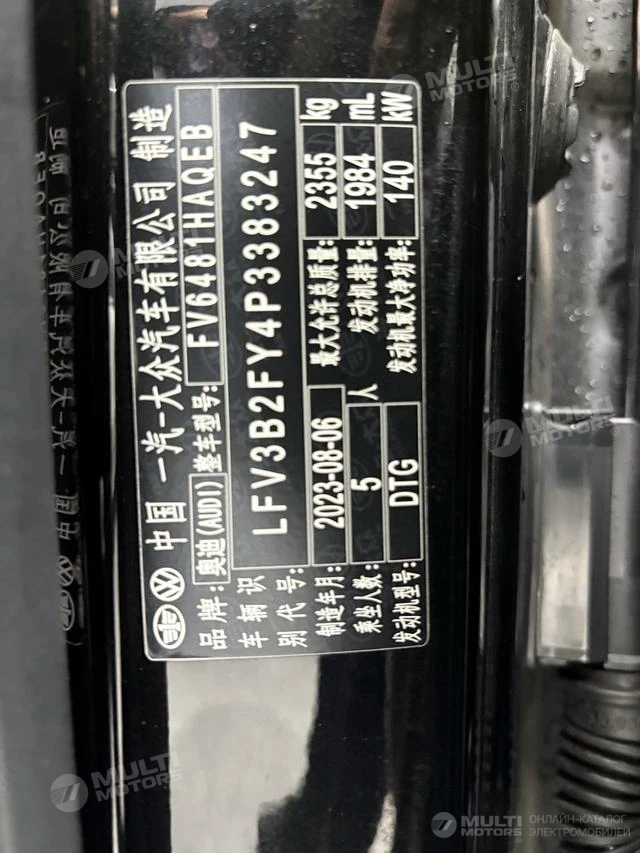 中国 一汽-大众汽车有限公司 制造
品牌: 奥迪(AUDI) 整车型号: FV6481HAQEB
车辆识别代号: LFV3B2FY4P3383247
制造年月: 2023-08-06 最大允许总质量: 2355 kg
乘坐人数: 5 人 发动机排量: 1984 mL
发动机型号: DTG 发动机最大净功率: 140 kW
MULTI MOTORS
MULTI MOTORS
MULTI MOTORS
MULTI MOTORS
MULTI MOTORS
MULTI MOTORS ОНЛАЙН-КАТАЛОГ
ЭЛЕКТРОМОБИЛЕЙ